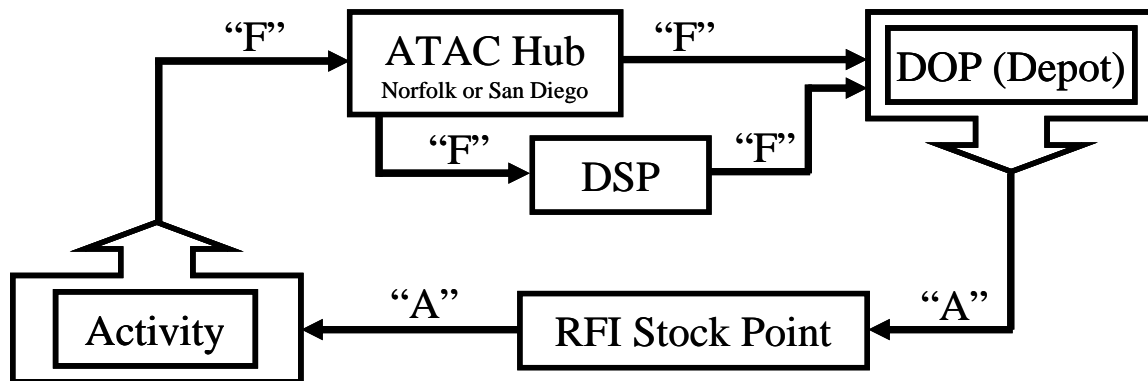 “F”
ATAC Hub
Norfolk or San Diego
“F”
DOP (Depot)
“F”
DSP
“F”
Activity
“A”
RFI Stock Point
“A”